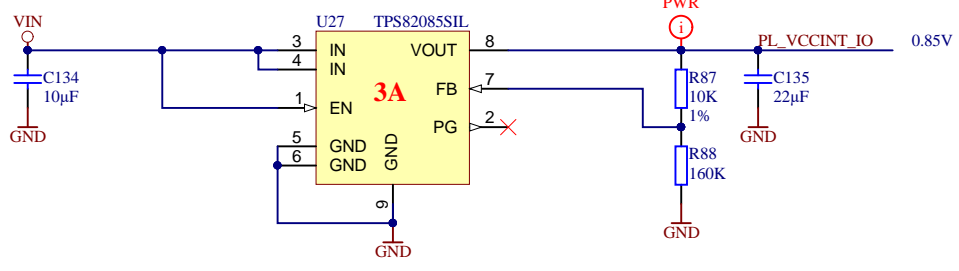 PWR
i
VIN
U27 TPS82085SIL
3 IN VOUT 8
4 IN
PL_VCCINT_IO 0.85V
C134
10µF
GND
1 EN
3A
FB 7
PG 2
R87
10K
1%
C135
22µF
GND
5 GND
6 GND
GND
9
R88
160K
GND
GND